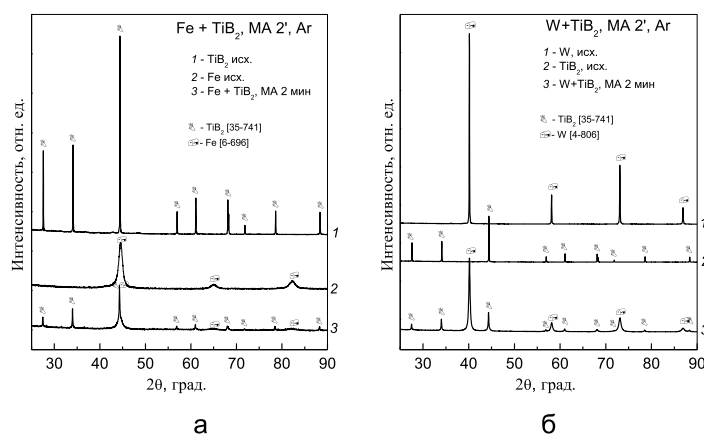 Fe + TiB2, MA 2', Ar
1 - TiB2 исх.
2 - Fe исх.
3 - Fe + TiB2, МА 2 мин
- TiB2 [35-741]
- Fe [6-696]
Интенсивность, отн. ед.
1
2
3
30 40 50 60 70 80 90
2θ, град.
а
W+TiB2, MA 2', Ar
1 - W, исх.
2 - TiB2, исх.
3 - W+TiB2, МА 2 мин
- TiB2 [35-741]
- W [4-806]
Интенсивность, отн. ед.
1
2
3
30 40 50 60 70 80 90
2θ, град.
б